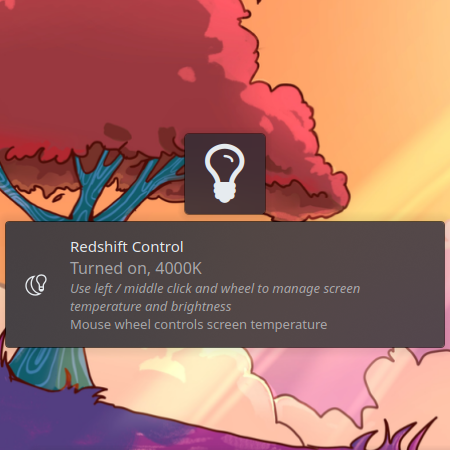 Redshift Control
Turned on, 4000K
Use left / middle click and wheel to manage screen
temperature and brightness
Mouse wheel controls screen temperature